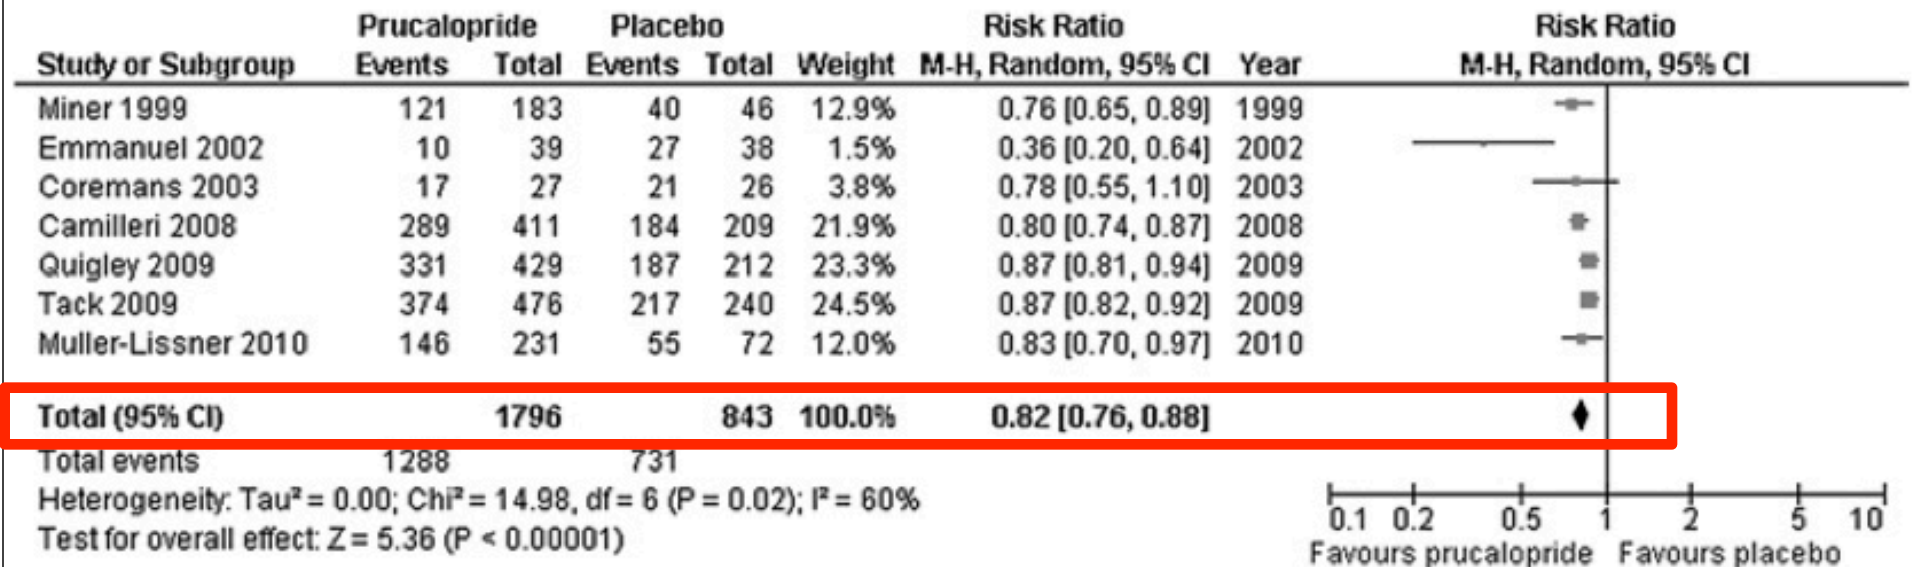 Prucalopride Placebo Risk Ratio Risk Ratio
Study or Subgroup Events Total Events Total Weight M-H, Random, 95% CI Year M-H, Random, 95% CI
Miner 1999 121 183 40 46 12.9% 0.76 [0.65, 0.89] 1999
Emmanuel 2002 10 39 27 38 1.5% 0.36 [0.20, 0.64] 2002
Coremans 2003 17 27 21 26 3.8% 0.78 [0.55, 1.10] 2003
Camilleri 2008 289 411 184 209 21.9% 0.80 [0.74, 0.87] 2008
Quigley 2009 331 429 187 212 23.3% 0.87 [0.81, 0.94] 2009
Tack 2009 374 476 217 240 24.5% 0.87 [0.82, 0.92] 2009
Muller-Lissner 2010 146 231 55 72 12.0% 0.83 [0.70, 0.97] 2010
Total (95% CI) 1796 843 100.0% 0.82 [0.76, 0.88]
Total events 1288 731
Heterogeneity: Tau² = 0.00; Chi² = 14.98, df = 6 (P = 0.02); I² = 60%
Test for overall effect: Z = 5.36 (P < 0.00001)
0.1 0.2 0.5 1 2 5 10
Favours prucalopride Favours placebo